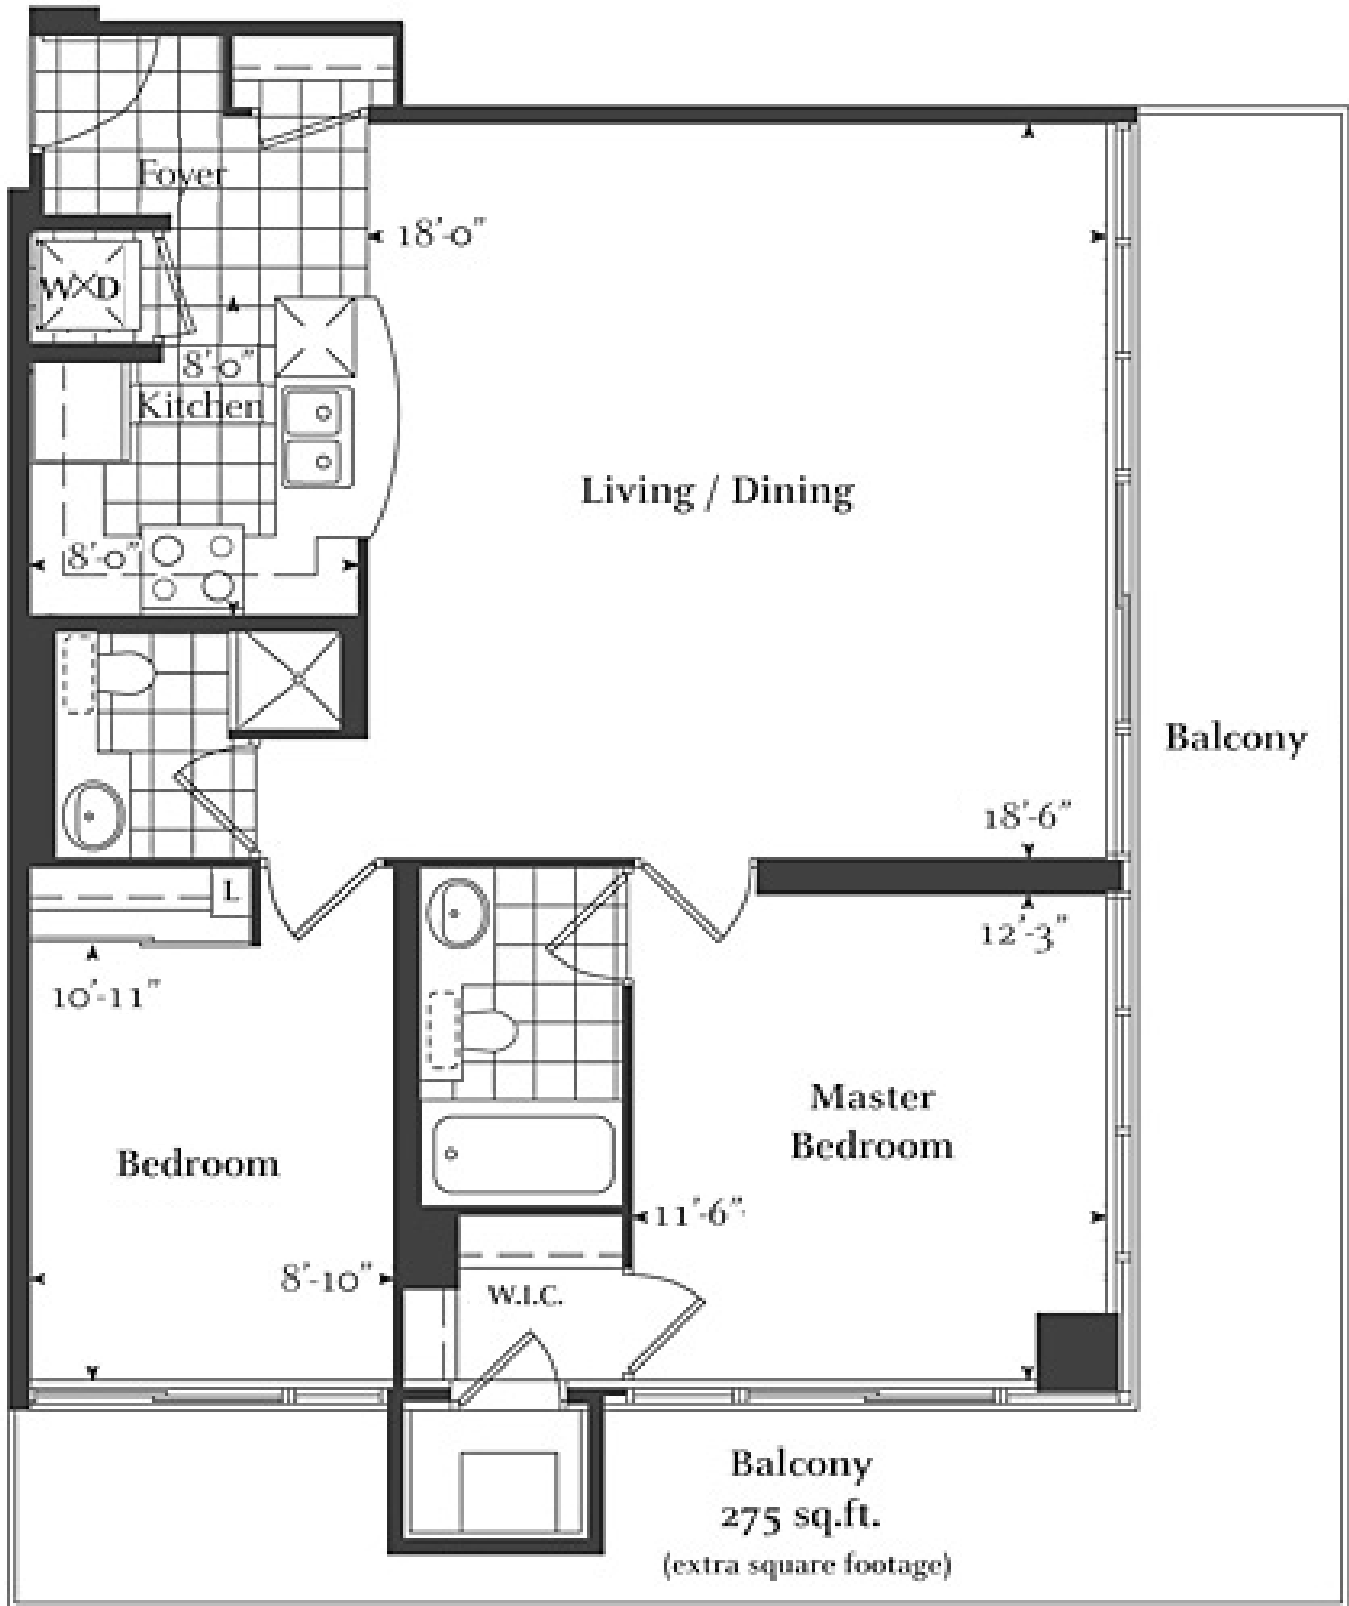 Foyer
18'-0"
W D
8'-0"
Kitchen
Living / Dining
8'-0"
Balcony
18'-6"
L
12'-3"
10'-11"
Master
Bedroom
Bedroom
11'-6"
8'-10"
W.I.C.
Balcony
275 sq.ft.
(extra square footage)